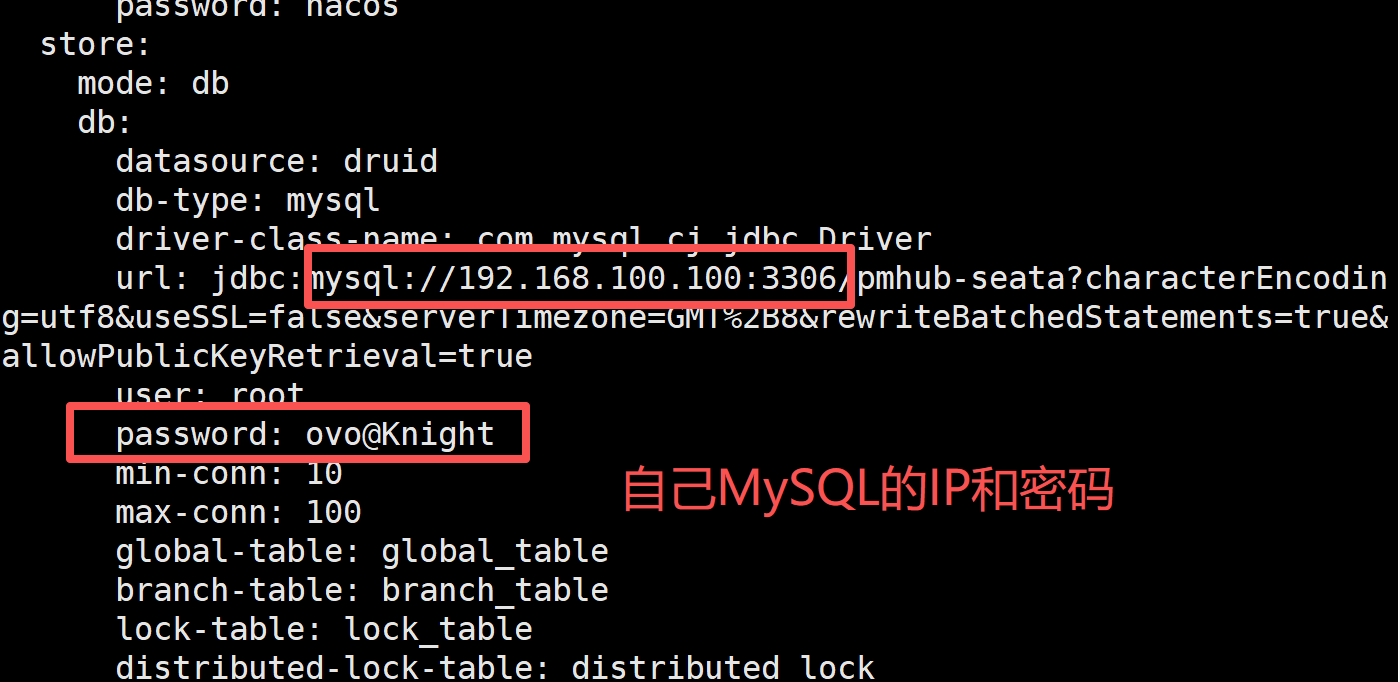 password: nacos
store:
mode: db
db:
datasource: druid
db-type: mysql
driver-class-name: com.mysql.cj.jdbc.Driver
url: jdbc:mysql://192.168.100.100:3306/pmhub-seata?characterEncodin
g=utf8&useSSL=false&serverTimezone=GMT%2B8&rewriteBatchedStatements=true&
allowPublicKeyRetrieval=true
user: root
password: ovo@Knight
min-conn: 10
自己MySQL的IP和密码
max-conn: 100
global-table: global_table
branch-table: branch_table
lock-table: lock_table
distributed-lock-table: distributed_lock